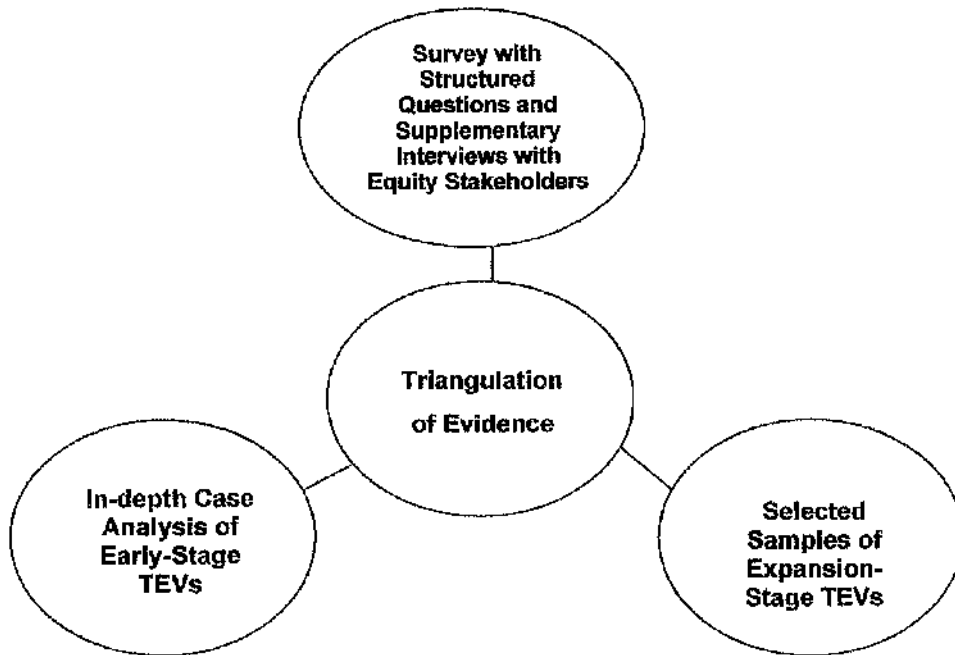 Survey with
Structured
Questions and
Supplementary
Interviews with
Equity Stakeholders
Triangulation
of Evidence
In-depth Case
Analysis of
Early-Stage
TEVs
Selected
Samples of
Expansion-
Stage TEVs